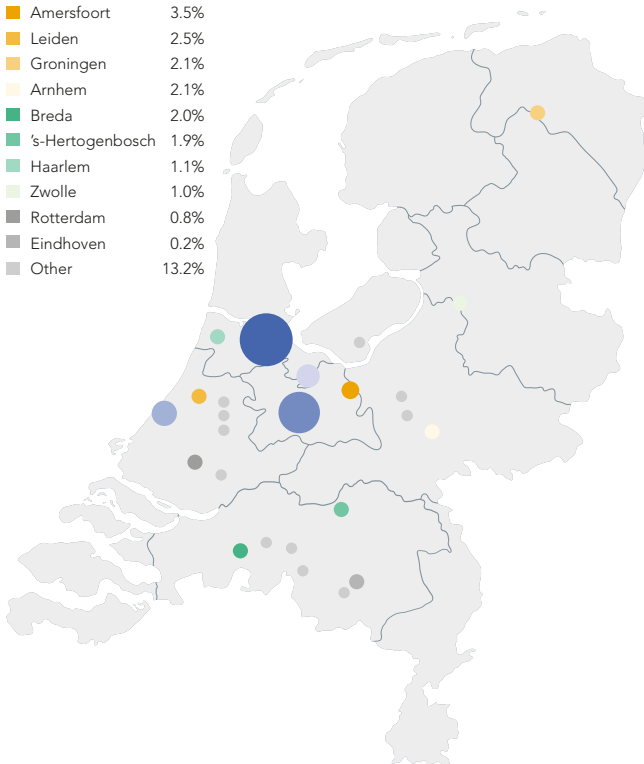 Amersfoort 3.5%
Leiden 2.5%
Groningen 2.1%
Arnhem 2.1%
Breda 2.0%
’s-Hertogenbosch 1.9%
Haarlem 1.1%
Zwolle 1.0%
Rotterdam 0.8%
Eindhoven 0.2%
Other 13.2%